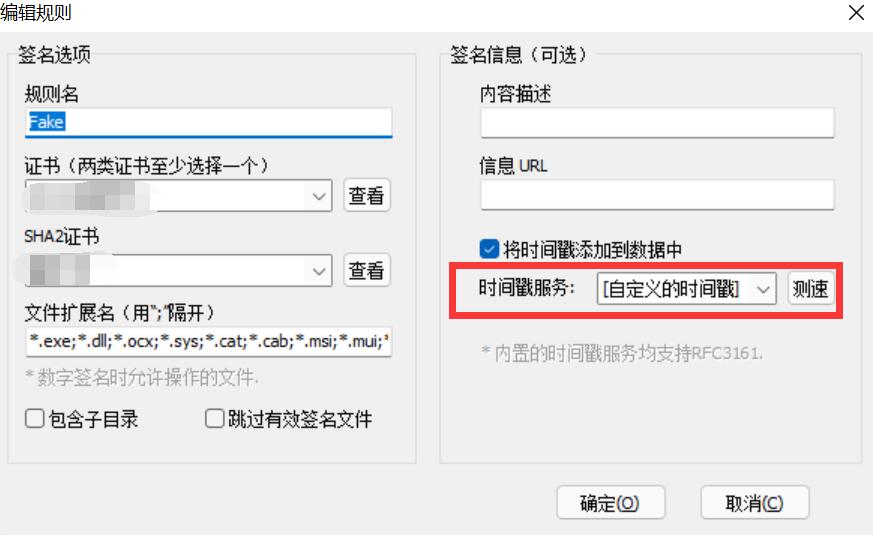 编辑规则
签名选项
规则名
Fake
证书（两类证书至少选择一个）
查看
SHA2证书
查看
文件扩展名（用“;”隔开）
*.exe;*.dll;*.ocx;*.sys;*.cat;*.cab;*.msi;*.mui;*
* 数字签名时允许操作的文件.
包含子目录
跳过有效签名文件
签名信息（可选）
内容描述
信息 URL
将时间戳添加到数据中
时间戳服务:
[自定义的时间戳]
测速
* 内置的时间戳服务均支持RFC3161.
确定(O)
取消(C)